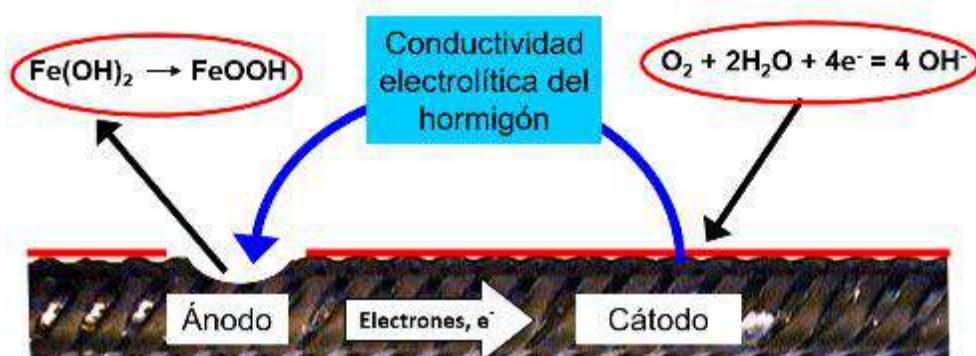 Fe(OH)₂ → FeOOH
Conductividad
electrolítica del
hormigón
O₂ + 2H₂O + 4e⁻ = 4 OH⁻
Ánodo
Electrones, e⁻
Cátodo